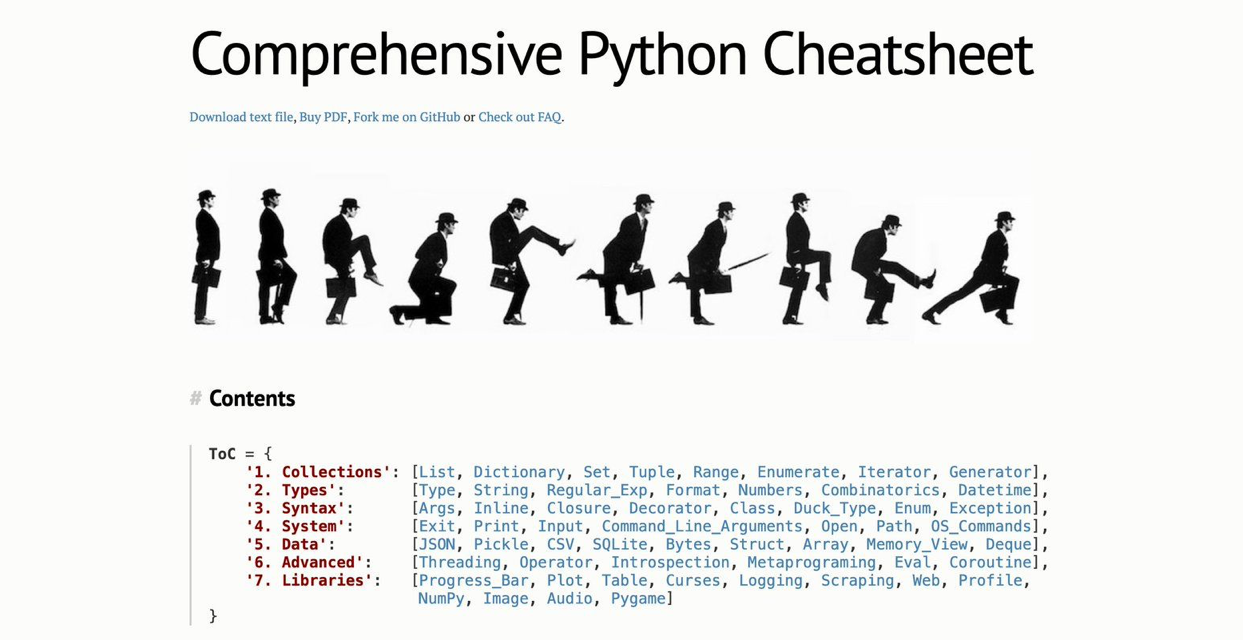 Comprehensive Python Cheatsheet
Download text file, Buy PDF, Fork me on GitHub or Check out FAQ.
# Contents
ToC = {
    '1. Collections': [List, Dictionary, Set, Tuple, Range, Enumerate, Iterator, Generator],
    '2. Types':       [Type, String, Regular_Exp, Format, Numbers, Combinatorics, Datetime],
    '3. Syntax':      [Args, Inline, Closure, Decorator, Class, Duck_Type, Enum, Exception],
    '4. System':      [Exit, Print, Input, Command_Line_Arguments, Open, Path, OS_Commands],
    '5. Data':        [JSON, Pickle, CSV, SQLite, Bytes, Struct, Array, Memory_View, Deque],
    '6. Advanced':    [Threading, Operator, Introspection, Metaprograming, Eval, Coroutine],
    '7. Libraries':   [Progress_Bar, Plot, Table, Curses, Logging, Scraping, Web, Profile,
                       NumPy, Image, Audio, Pygame]
}